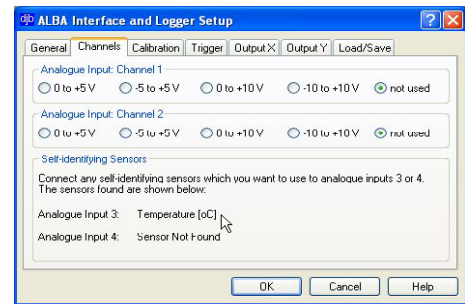 djb ALBA Interface and Logger Setup
General Channels Calibration Trigger Output X Output Y Load/Save
Analogue Input: Channel 1
0 to +5 V -5 to +5 V 0 to +10 V -10 to +10 V not used
Analogue Input: Channel 2
0 to +5 V -5 to +5 V 0 to +10 V -10 to +10 V not used
Self-identifying Sensors
Connect any self-identifying sensors which you want to use to analogue inputs 3 or 4.
The sensors found are shown below:
Analogue Input 3: Temperature [oC]
Analogue Input 4: Sensor Not Found
OK Cancel Help